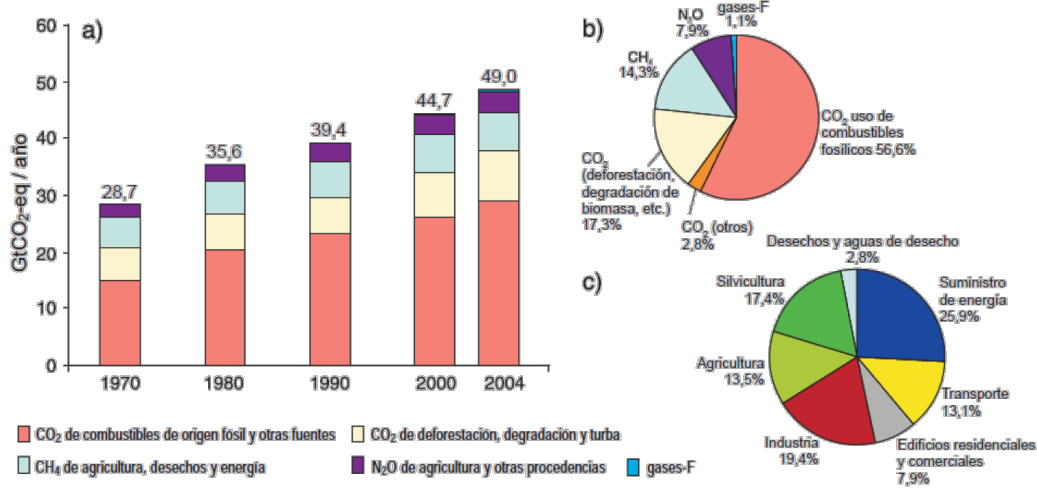 a)
GtCO2-eq / año
60
50
40
30
20
10
0
28,7
35,6
39,4
44,7
49,0
1970
1980
1990
2000
2004
CO2 de combustibles de origen fósil y otras fuentes
CO2 de deforestación, degradación y turba
CH4 de agricultura, desechos y energía
N2O de agricultura y otras procedencias
gases-F
b)
gases-F
1,1%
N2O
7,9%
CH4
14,3%
CO2 uso de
combustibles
fosílicos 56,6%
CO2
(deforestación,
degradación de
biomasa, etc.)
17,3%
CO2 (otros)
2,8%
c)
Desechos y aguas de desecho
2,8%
Silvicultura
17,4%
Suministro
de energía
25,9%
Agricultura
13,5%
Transporte
13,1%
Industria
19,4%
Edificios residenciales
y comerciales
7,9%